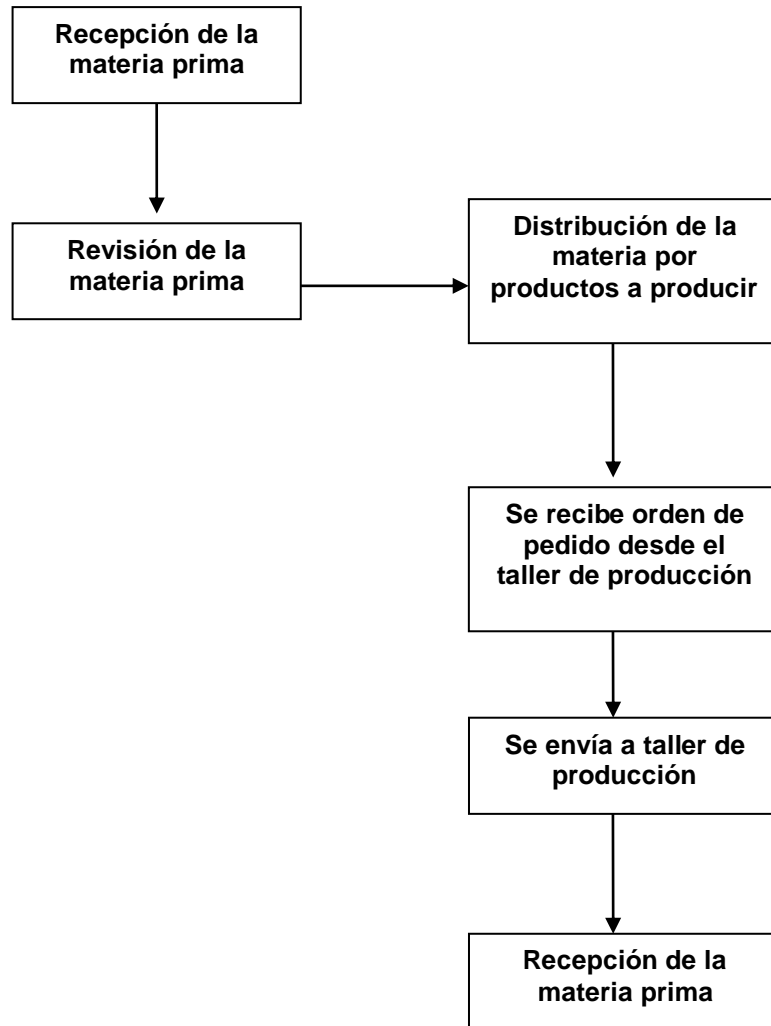 Recepción de la
materia prima
Revisión de la
materia prima
Distribución de la
materia por
productos a producir
Se recibe orden de
pedido desde el
taller de producción
Se envía a taller de
producción
Recepción de la
materia prima